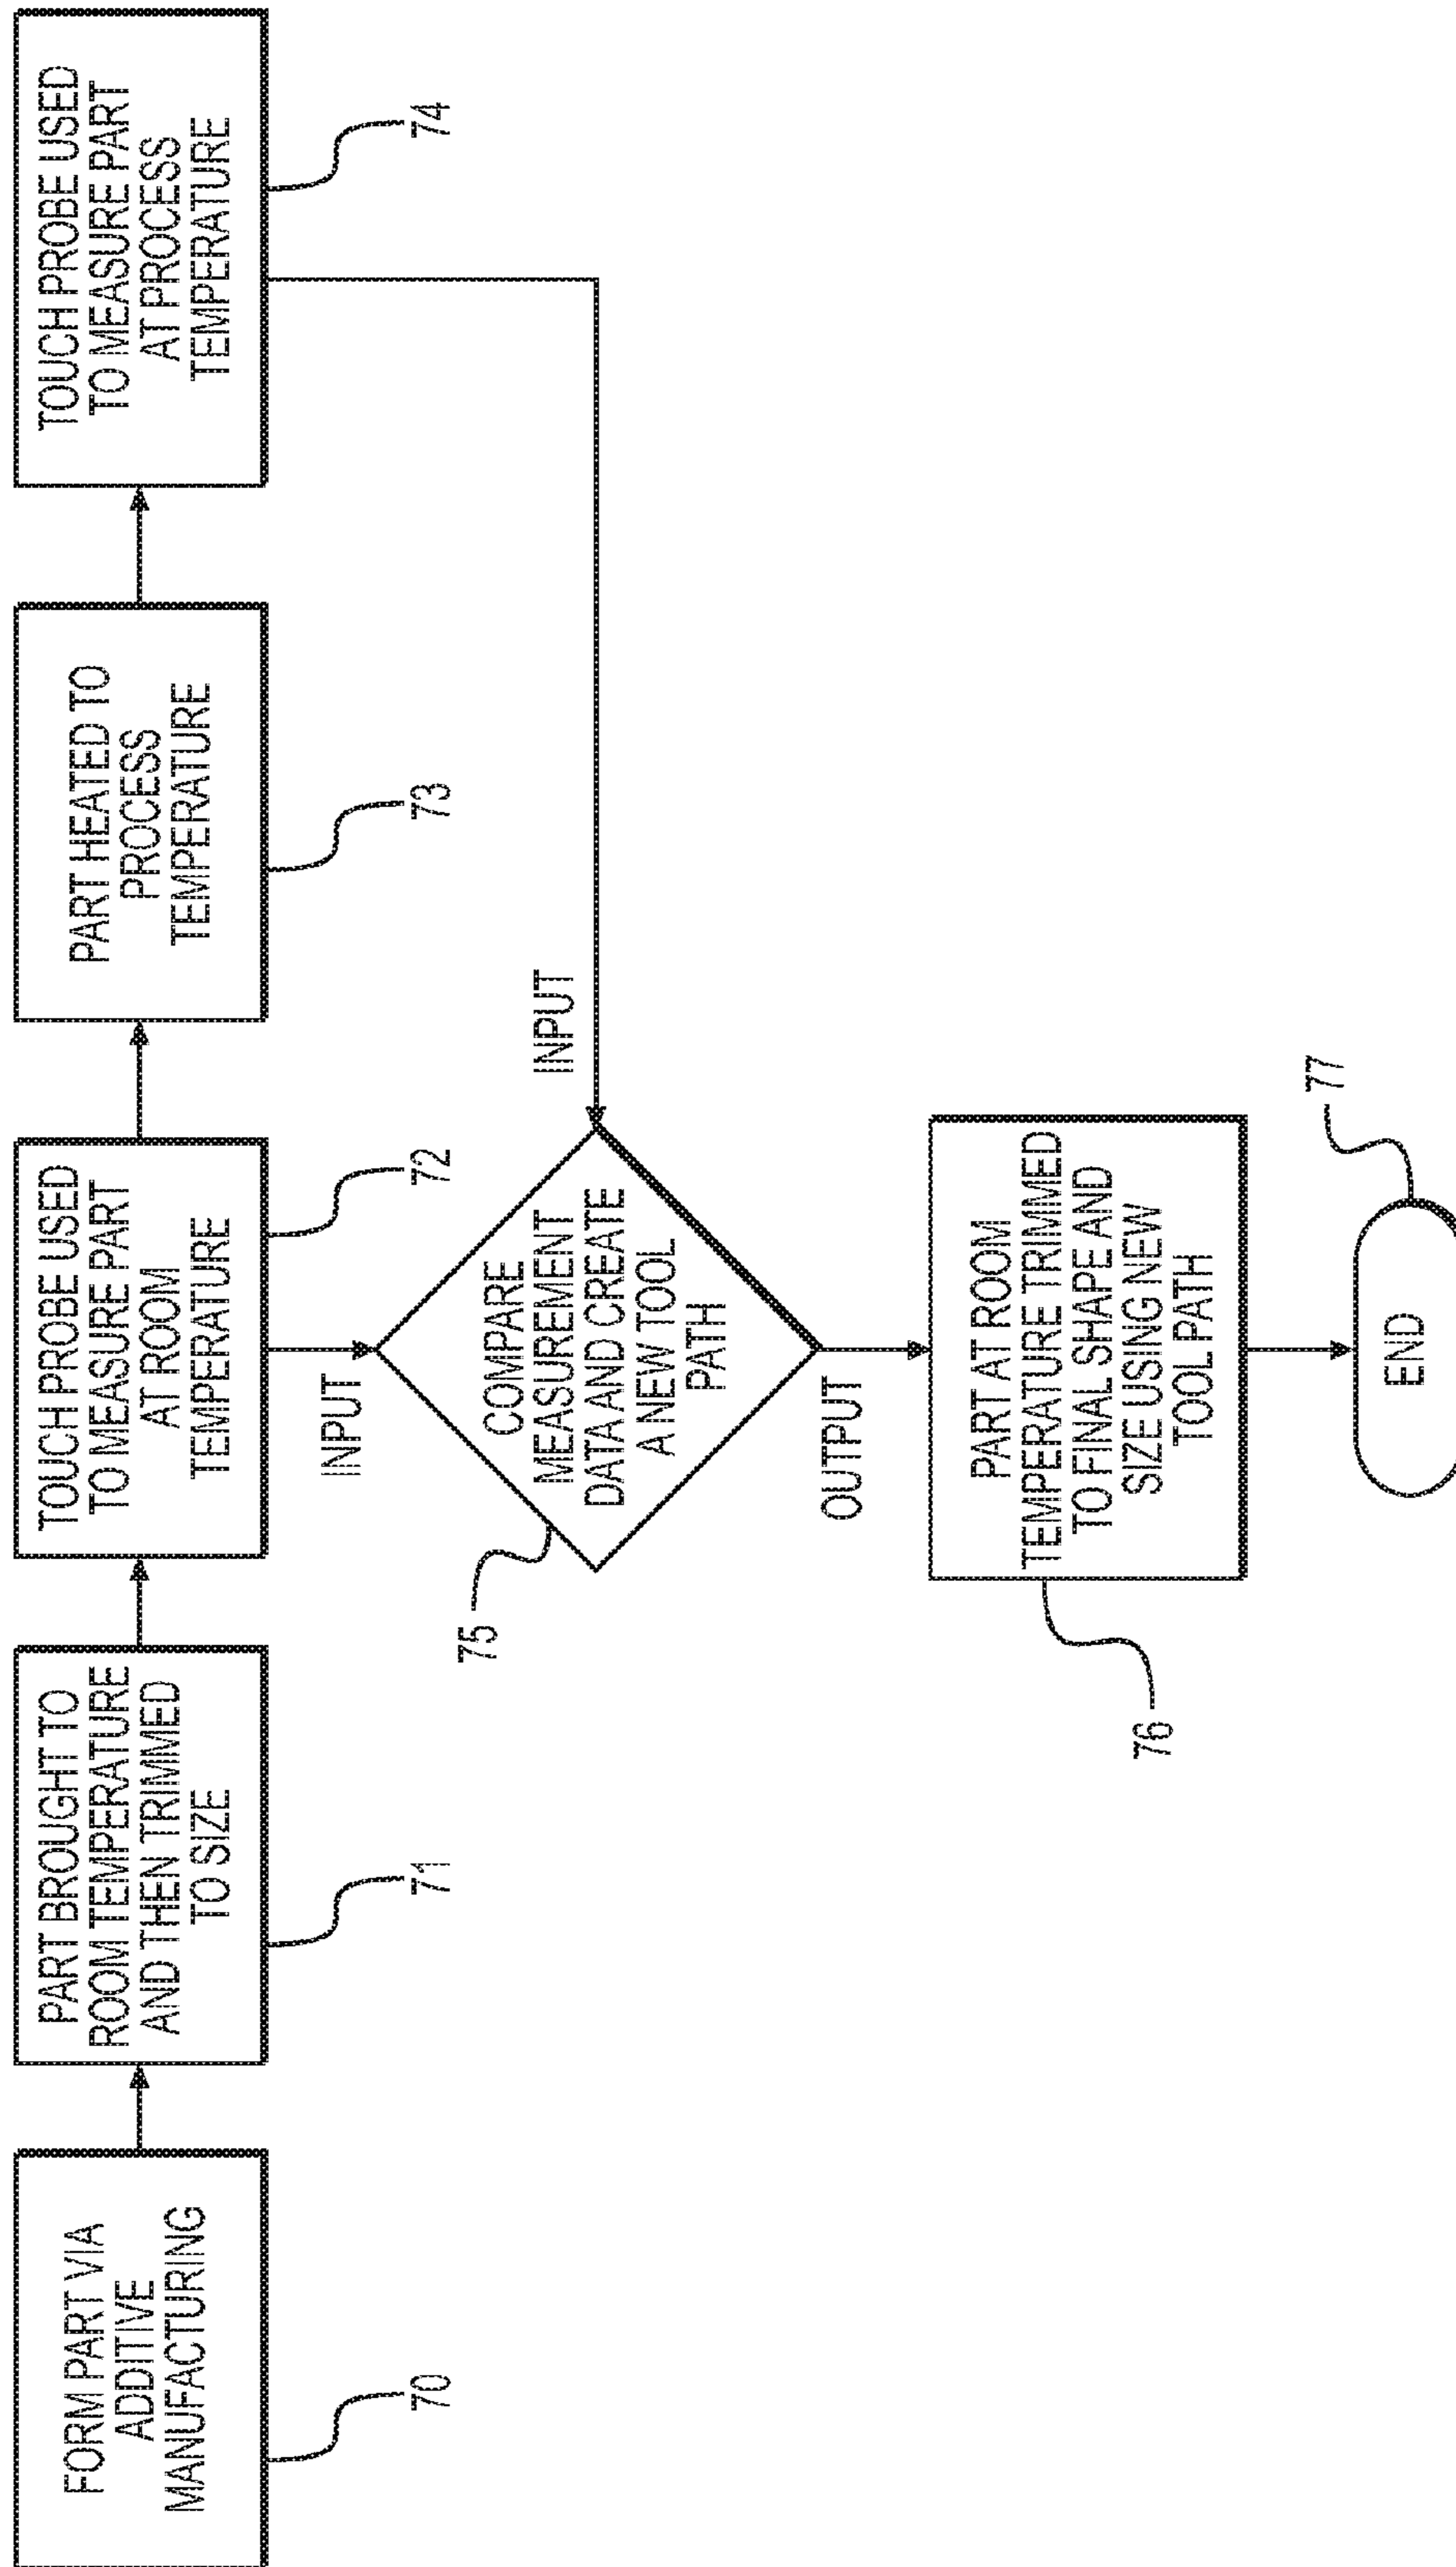 FORM PART VIA
ADDITIVE
MANUFACTURING
70
PART BROUGHT TO
ROOM TEMPERATURE
AND THEN TRIMMED
TO SIZE
71
TOUCH PROBE USED
TO MEASURE PART
AT ROOM
TEMPERATURE
72
PART HEATED TO
PROCESS
TEMPERATURE
73
TOUCH PROBE USED
TO MEASURE PART
AT PROCESS
TEMPERATURE
74
INPUT
INPUT
75
COMPARE
MEASUREMENT
DATA AND CREATE
A NEW TOOL
PATH
OUTPUT
76
PART AT ROOM
TEMPERATURE TRIMMED
TO FINAL SHAPE AND
SIZE USING NEW
TOOL PATH
77
END